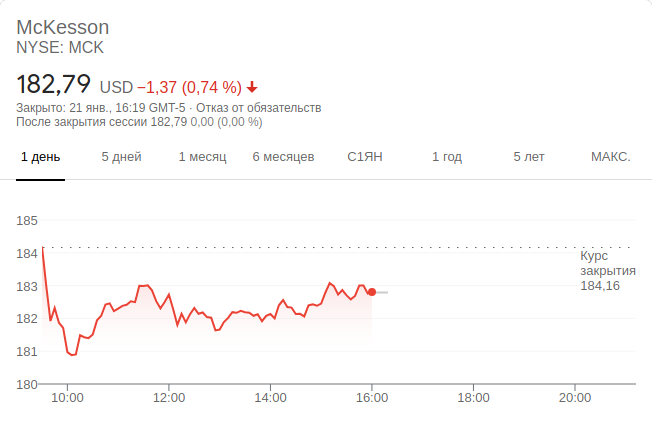 McKesson
NYSE: MCK
182,79 USD −1,37 (0,74 %)
Закрыто: 21 янв., 16:19 GMT-5 · Отказ от обязательств
После закрытия сессии 182,79 0,00 (0,00 %)
1 день 5 дней 1 месяц 6 месяцев С1ЯН 1 год 5 лет МАКС.
185
184
183
182
181
180
Курс
закрытия
184,16
10:00 12:00 14:00 16:00 18:00 20:00